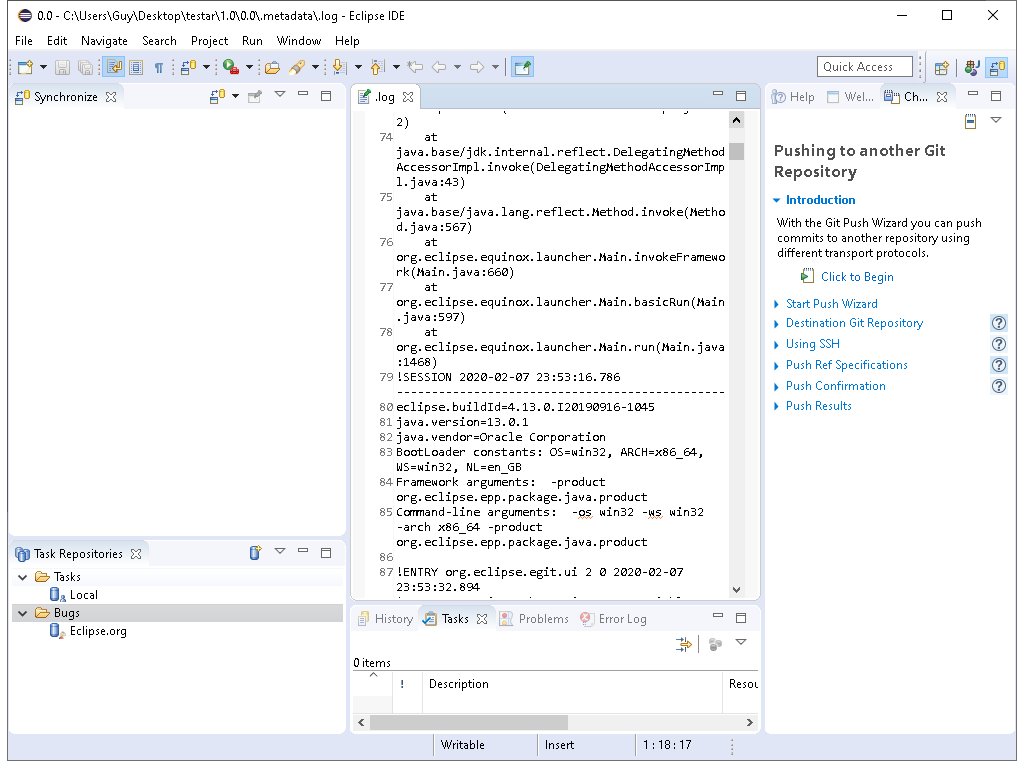 0.0 - C:\Users\Guy\Desktop\testar\1.0\0.0\.metadata\.log - Eclipse IDE
File Edit Navigate Search Project Run Window Help
Quick Access
Synchronize
.log
2)
74 at
java.base/jdk.internal.reflect.DelegatingMethod
AccessorImpl.invoke(DelegatingMethodAccessorImp
l.java:43)
75 at
java.base/java.lang.reflect.Method.invoke(Metho
d.java:567)
76 at
org.eclipse.equinox.launcher.Main.invokeFramewo
rk(Main.java:660)
77 at
org.eclipse.equinox.launcher.Main.basicRun(Main
.java:597)
78 at
org.eclipse.equinox.launcher.Main.run(Main.java
:1468)
79 !SESSION 2020-02-07 23:53:16.786
-----------------------------------------------
80 eclipse.buildId=4.13.0.I20190916-1045
81 java.version=13.0.1
82 java.vendor=Oracle Corporation
83 BootLoader constants: OS=win32, ARCH=x86_64,
WS=win32, NL=en_GB
84 Framework arguments:  -product
org.eclipse.epp.package.java.product
85 Command-line arguments:  -os win32 -ws win32
-arch x86_64 -product
org.eclipse.epp.package.java.product
86
87 !ENTRY org.eclipse.egit.ui 2 0 2020-02-07
23:53:32.894
Help Wel... Ch...
Pushing to another Git
Repository
Introduction
With the Git Push Wizard you can push
commits to another repository using
different transport protocols.
Click to Begin
Start Push Wizard
Destination Git Repository
Using SSH
Push Ref Specifications
Push Confirmation
Push Results
Task Repositories
Tasks
Local
Bugs
Eclipse.org
History Tasks Problems Error Log
0 items
! Description Resou
Writable Insert 1 : 18 : 17